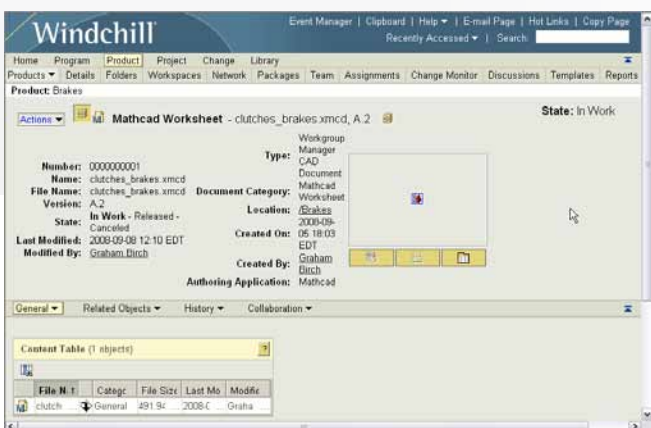 Windchill
Event Manager | Clipboard | Help | E-mail Page | Hot Links | Copy Page
Recently Accessed | Search:
Home Program Product Project Change Library
Products Details Folders Workspaces Network Packages Team Assignments Change Monitor Discussions Templates Reports
Product: Brakes
Actions Mathcad Worksheet - clutches_brakes.xmcd, A.2
State: In Work
Number: 0000000001
Name: clutches_brakes.xmcd
File Name: clutches_brakes.xmcd
Version: A.2
State: In Work - Released -
Canceled
Last Modified: 2008-09-08 12:10 EDT
Modified By: Graham Birch
Type: Workgroup
Manager
CAD
Document
Document Category: Mathcad
Worksheet
Location: /Brakes
Created On: 2008-09-
05 18:03
EDT
Created By: Graham
Birch
Authoring Application: Mathcad
General Related Objects History Collaboration
Content Table (1 objects)
?
File N Categc File Size Last Mo Modifie
clutch General 491.94 2008-0 Graha